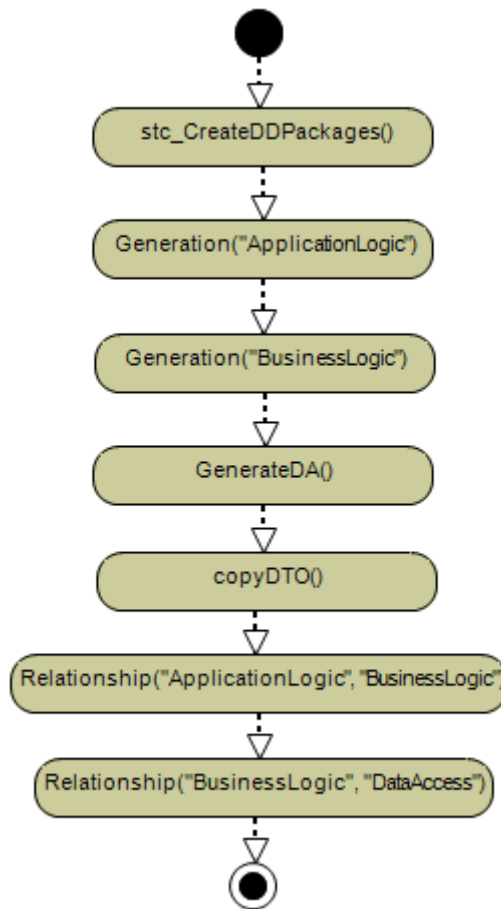 stc_CreateDDPackages()
Generation("ApplicationLogic")
Generation("BusinessLogic")
GenerateDA()
copyDTO()
Relationship("ApplicationLogic", "BusinessLogic")
Relationship("BusinessLogic", "DataAccess")